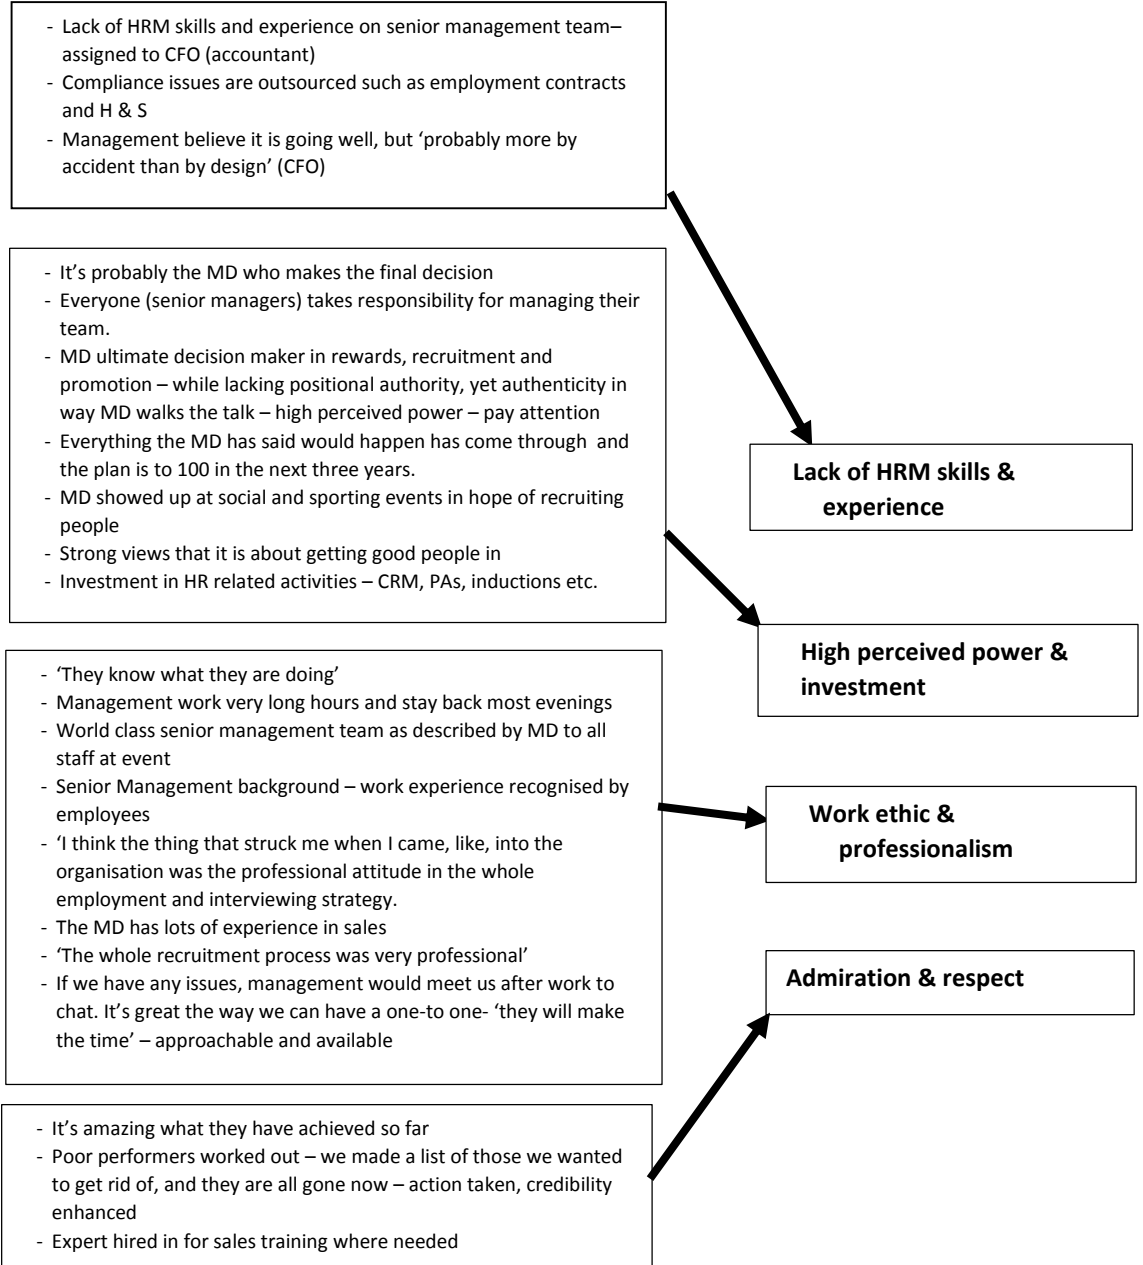 - Lack of HRM skills and experience on senior management team–
assigned to CFO (accountant)
- Compliance issues are outsourced such as employment contracts
and H & S
- Management believe it is going well, but ‘probably more by
accident than by design’ (CFO)
- It’s probably the MD who makes the final decision
- Everyone (senior managers) takes responsibility for managing their
team.
- MD ultimate decision maker in rewards, recruitment and
promotion – while lacking positional authority, yet authenticity in
way MD walks the talk – high perceived power – pay attention
- Everything the MD has said would happen has come through and
the plan is to 100 in the next three years.
- MD showed up at social and sporting events in hope of recruiting
people
- Strong views that it is about getting good people in
- Investment in HR related activities – CRM, PAs, inductions etc.
- ‘They know what they are doing’
- Management work very long hours and stay back most evenings
- World class senior management team as described by MD to all
staff at event
- Senior Management background – work experience recognised by
employees
- ‘I think the thing that struck me when I came, like, into the
organisation was the professional attitude in the whole
employment and interviewing strategy.
- The MD has lots of experience in sales
- ‘The whole recruitment process was very professional’
- If we have any issues, management would meet us after work to
chat. It’s great the way we can have a one-to one- ‘they will make
the time’ – approachable and available
- It’s amazing what they have achieved so far
- Poor performers worked out – we made a list of those we wanted
to get rid of, and they are all gone now – action taken, credibility
enhanced
- Expert hired in for sales training where needed
Lack of HRM skills &
experience
High perceived power &
investment
Work ethic &
professionalism
Admiration & respect